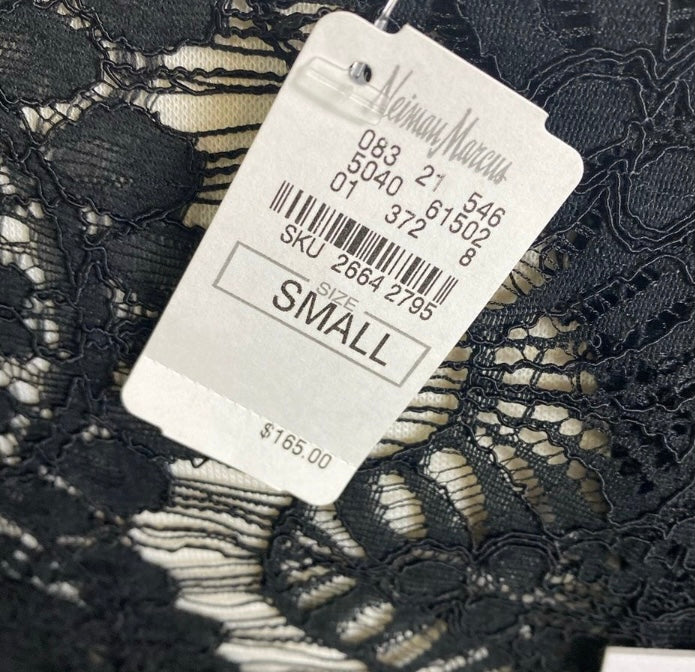 Neiman Marcus
083 21 546
5040 61502
01 372 8
SKU 2664 2795
SIZE
SMALL
$165.00